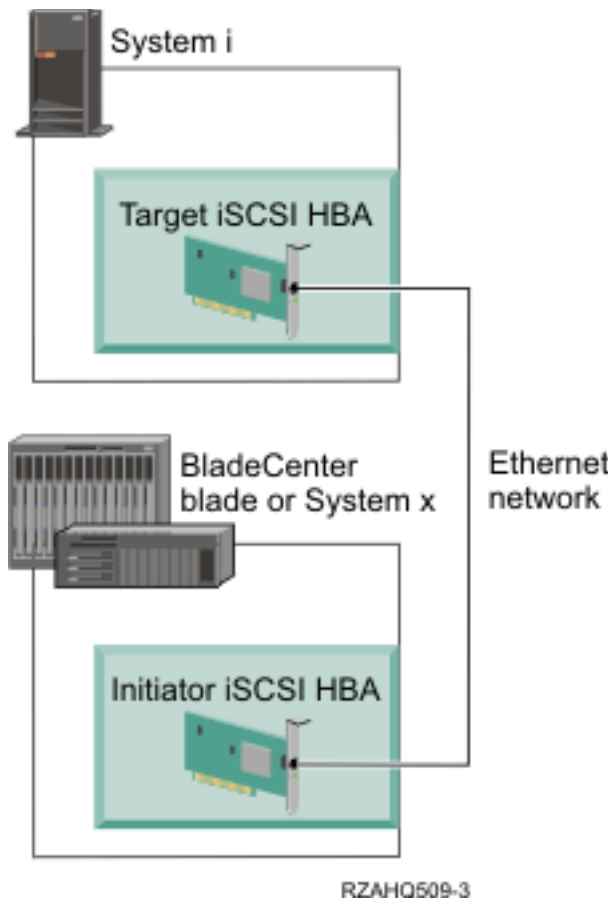 System i
Target iSCSI HBA
BladeCenter
blade or System x
Ethernet
network
Initiator iSCSI HBA
RZAHQ509-3